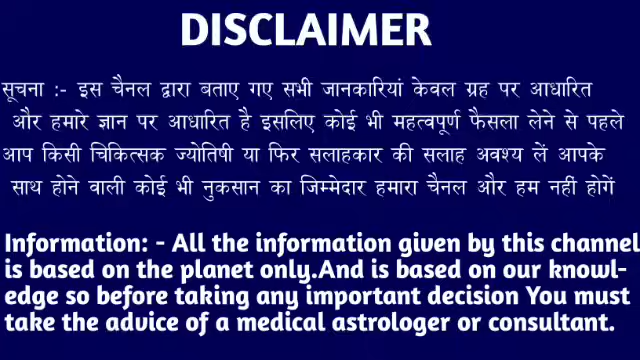 DISCLAIMER
सूचना :- इस चैनल द्वारा बताए गए सभी जानकारियां केवल ग्रह पर आधारित
और हमारे ज्ञान पर आधारित है इसलिए कोई भी महत्वपूर्ण फैसला लेने से पहले
आप किसी चिकित्सक ज्योतिषी या फिर सलाहकार की सलाह अवश्य लें आपके
साथ होने वाली कोई भी नुकसान का जिम्मेदार हमारा चैनल और हम नहीं होगें
Information: - All the information given by this channel
is based on the planet only.And is based on our knowl-
edge so before taking any important decision You must
take the advice of a medical astrologer or consultant.